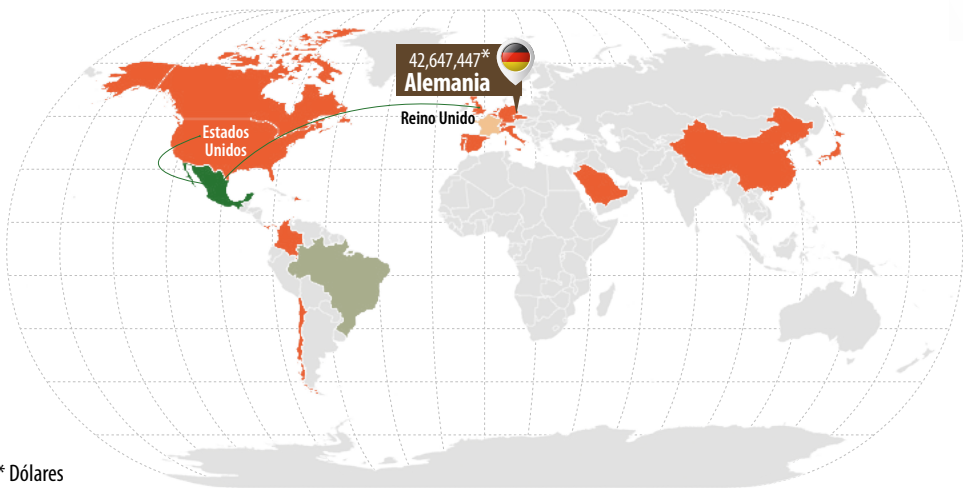 42,647,447*
Alemania
Reino Unido
Estados
Unidos
* Dólares